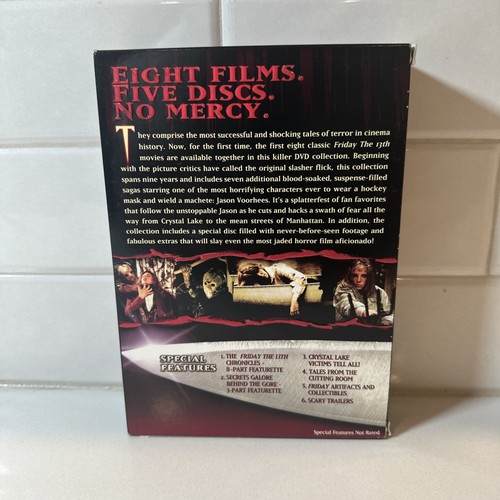 EIGHT FILMS.
FIVE DISCS.
NO MERCY.
They comprise the most successful and shocking tales of terror in cinema
history. Now, for the first time, the first eight classic Friday The 13th
movies are available together in this killer DVD collection. Beginning
with the picture critics have called the original slasher flick, this collection
spans nine years and includes seven additional blood-soaked, suspense-filled
sagas starring one of the most horrifying characters ever to wear a hockey
mask and wield a machete: Jason Voorhees. It's a splatterfest of fan favorites
that follow the unstoppable Jason as he cuts and hacks a swath of fear all the
way from Crystal Lake to the mean streets of Manhattan. In addition, the
collection includes a special disc filled with never-before-seen footage and
fabulous extras that will slay even the most jaded horror film aficionado!
SPECIAL
FEATURES
1. THE FRIDAY THE 13TH
CHRONICLES -
8-PART FEATURETTE
2. SECRETS GALORE
BEHIND THE GORE -
3-PART FEATURETTE
3. CRYSTAL LAKE
VICTIMS TELL ALL!
4. TALES FROM THE
CUTTING ROOM
5. FRIDAY ARTIFACTS AND
COLLECTIBLES
6. SCARY TRAILERS
Special Features Not Rated